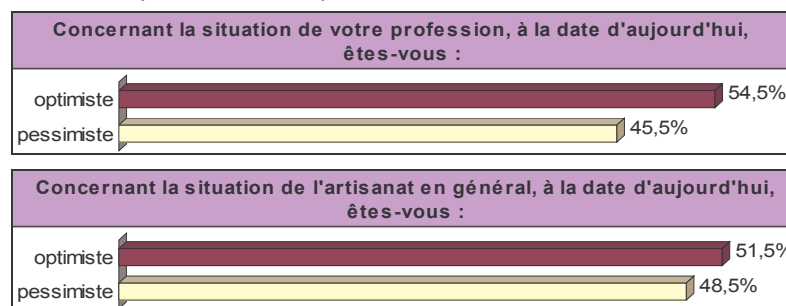 Concernant la situation de votre profession, à la date d'aujourd'hui,
êtes-vous :
optimiste 54,5%
pessimiste 45,5%
Concernant la situation de l'artisanat en général, à la date d'aujourd'hui,
êtes-vous :
optimiste 51,5%
pessimiste 48,5%